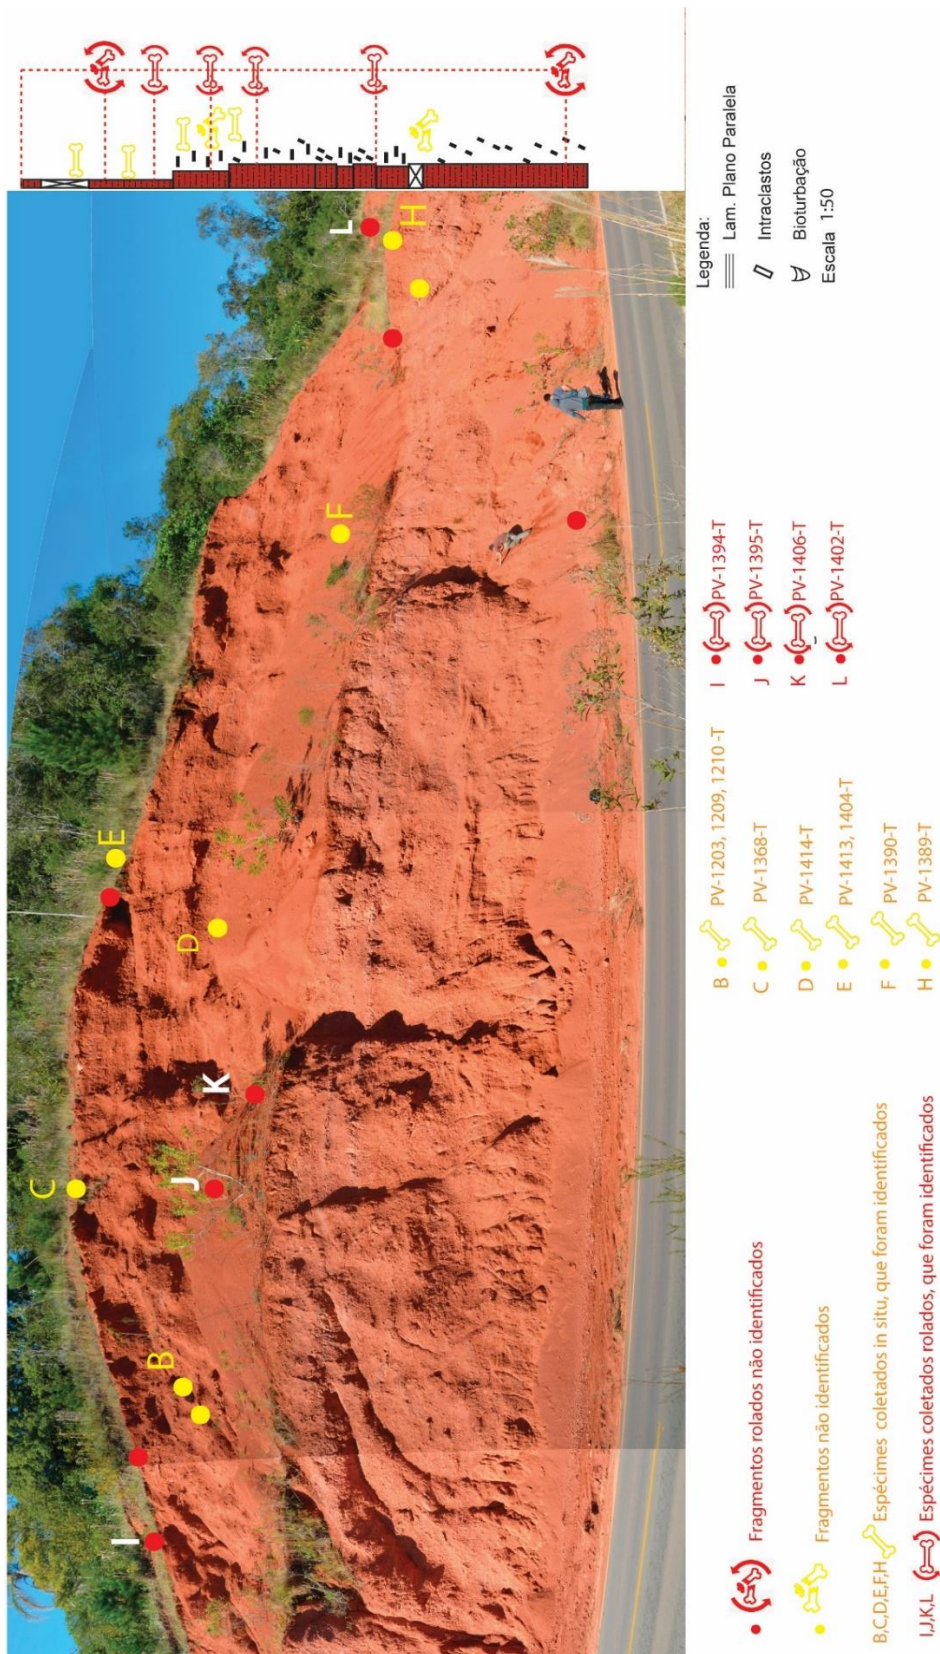 I
B
C
J
K
D
E
F
H
L
Legenda:
Lam. Plano Paralela
Intraclastos
Bioturbação
Escala 1:50
Fragmentos rolados não identificados
Fragmentos não identificados
B,C,D,E,F,H Espécimes coletados in situ, que foram identificados
I,J,K,L Espécimes coletados rolados, que foram identificados
B PV-1203, 1209, 1210 -T
C PV-1368-T
D PV-1414-T
E PV-1413, 1404-T
F PV-1390-T
H PV-1389-T
I PV-1394-T
J PV-1395-T
K PV-1406-T
L PV-1402-T